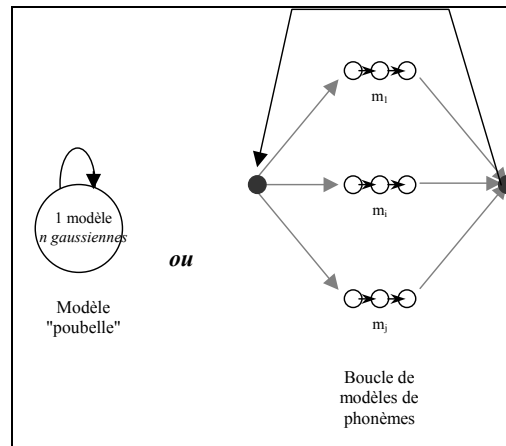 1 modèle
n gaussiennes
Modèle
"poubelle"
ou
m1
mi
mj
Boucle de
modèles de
phonèmes